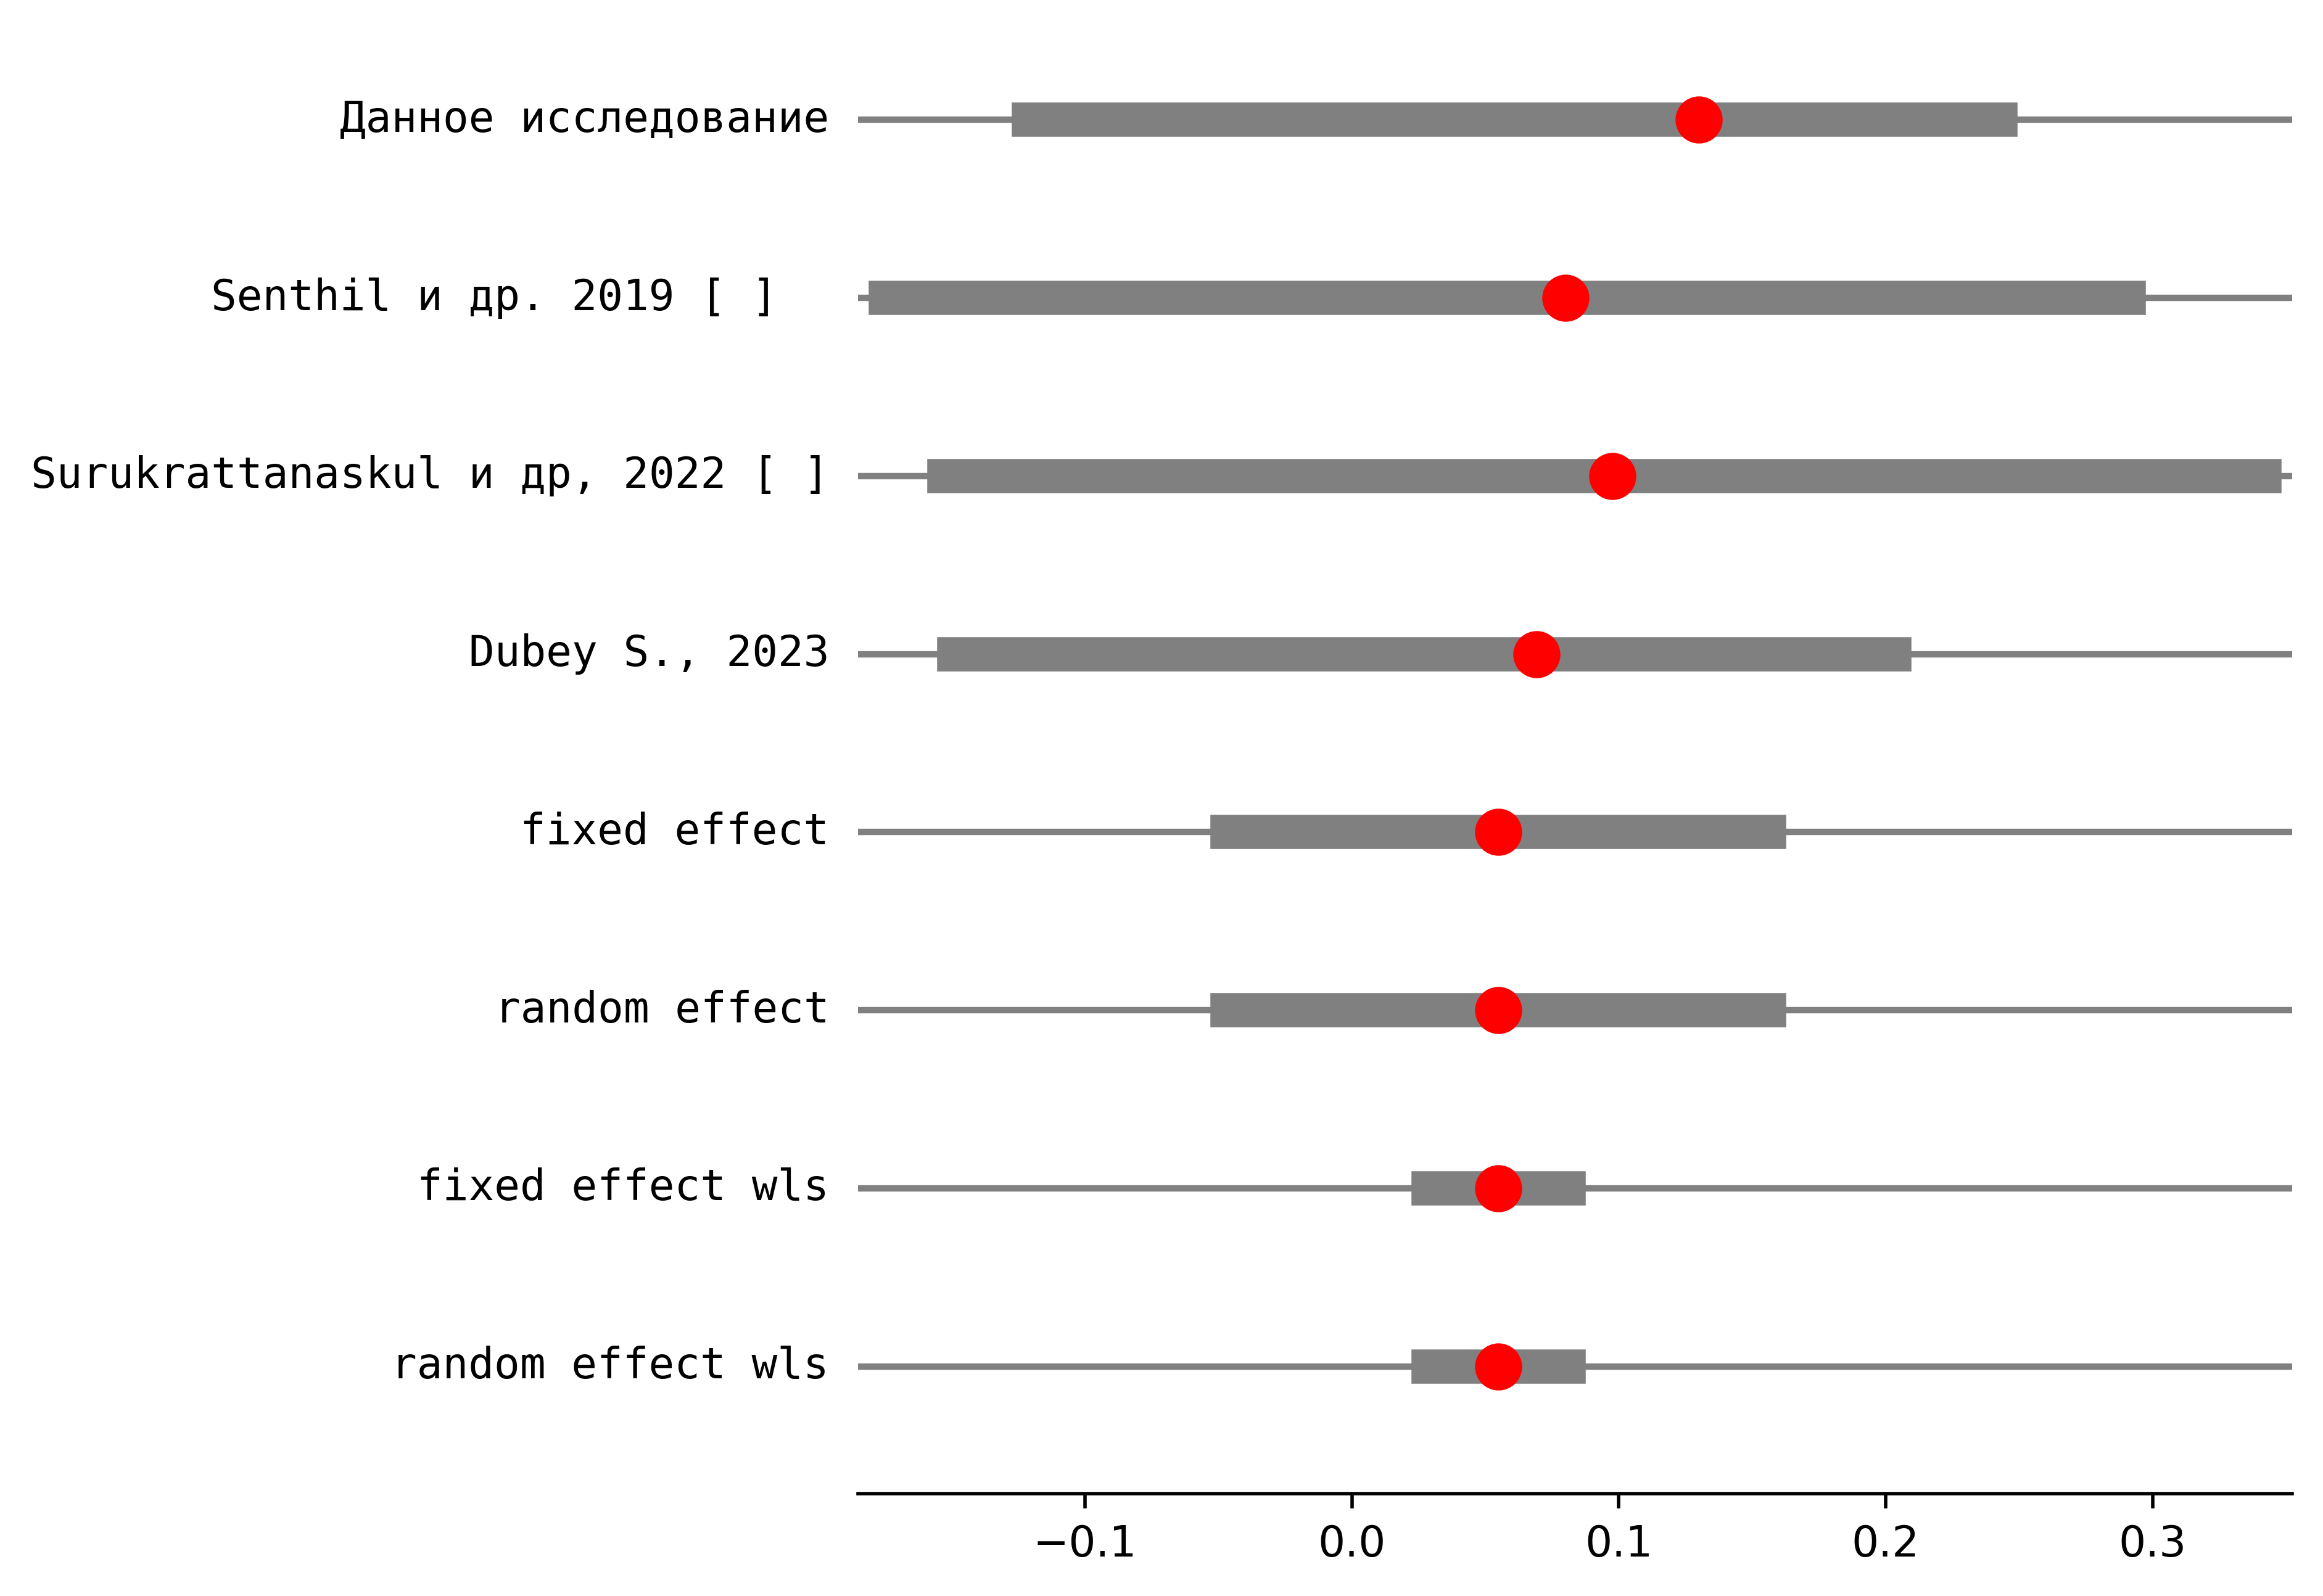 Данное исследование
Senthil и др. 2019 [ ]
Surukrattanaskul и др, 2022 [ ]
Dubey S., 2023
fixed effect
random effect
fixed effect wls
random effect wls
−0.1 0.0 0.1 0.2 0.3